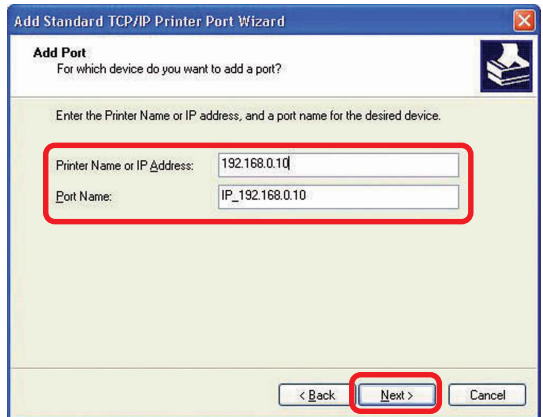 Add Standard TCP/IP Printer Port Wizard
Add Port
For which device do you want to add a port?
Enter the Printer Name or IP address, and a port name for the desired device.
Printer Name or IP Address: 192.168.0.10
Port Name: IP_192.168.0.10
< Back Next > Cancel